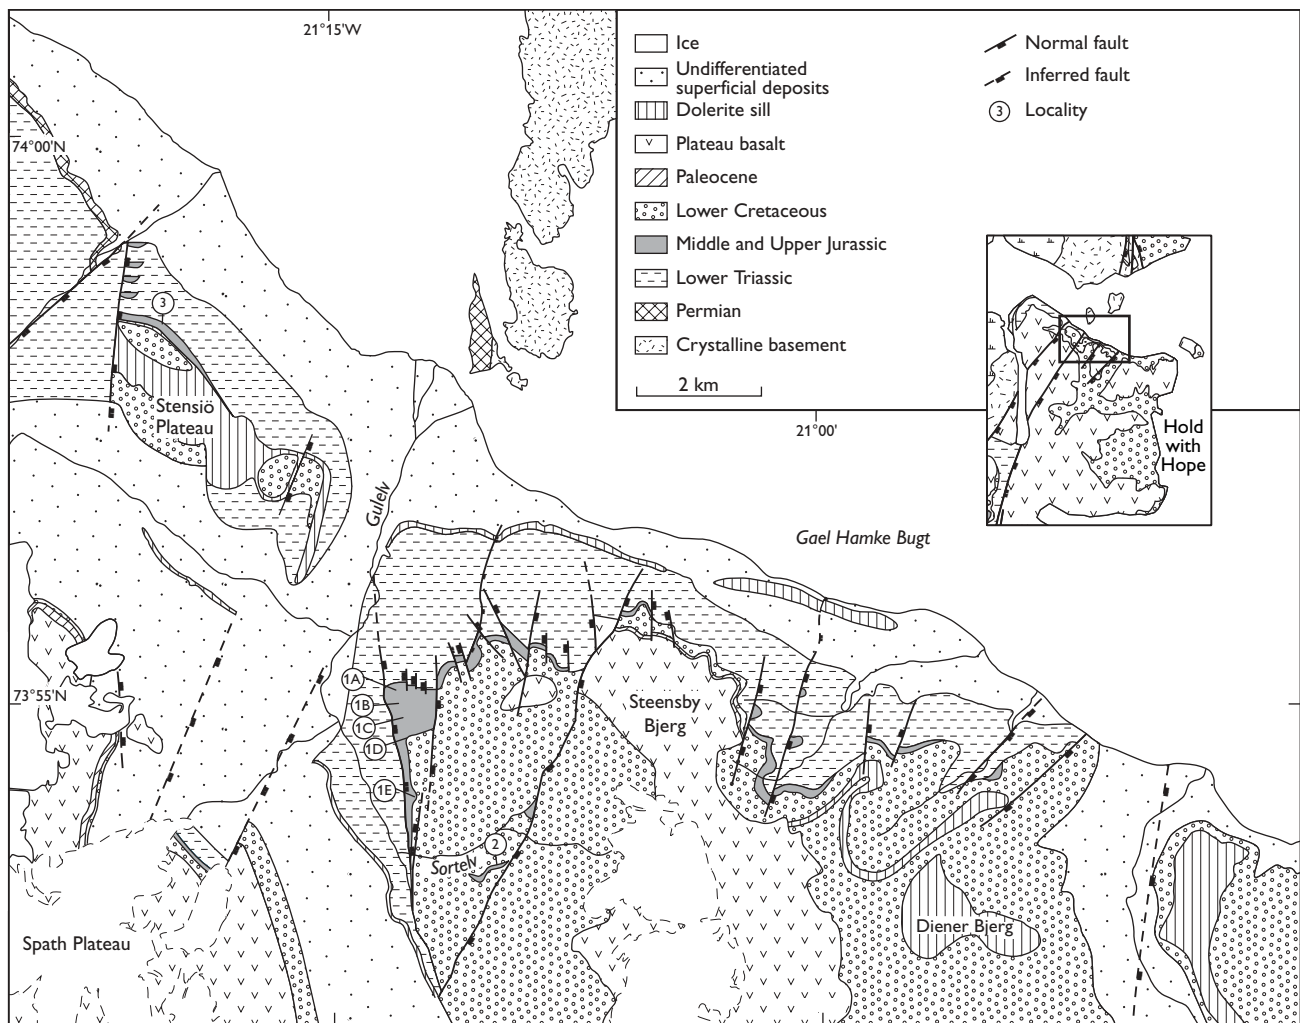 21°15'W
Ice
Undifferentiated
superficial deposits
Dolerite sill
Plateau basalt
Paleocene
Lower Cretaceous
Middle and Upper Jurassic
Lower Triassic
Permian
Crystalline basement
2 km
Normal fault
Inferred fault
3 Locality
74°00'N
3
Stensiö
Plateau
21°00'
Hold
with
Hope
Gulelv
Gael Hamke Bugt
1A
1B
1C
1D
1E
73°55'N
Steensby
Bjerg
2
Sortelv
Diener Bjerg
Spath Plateau